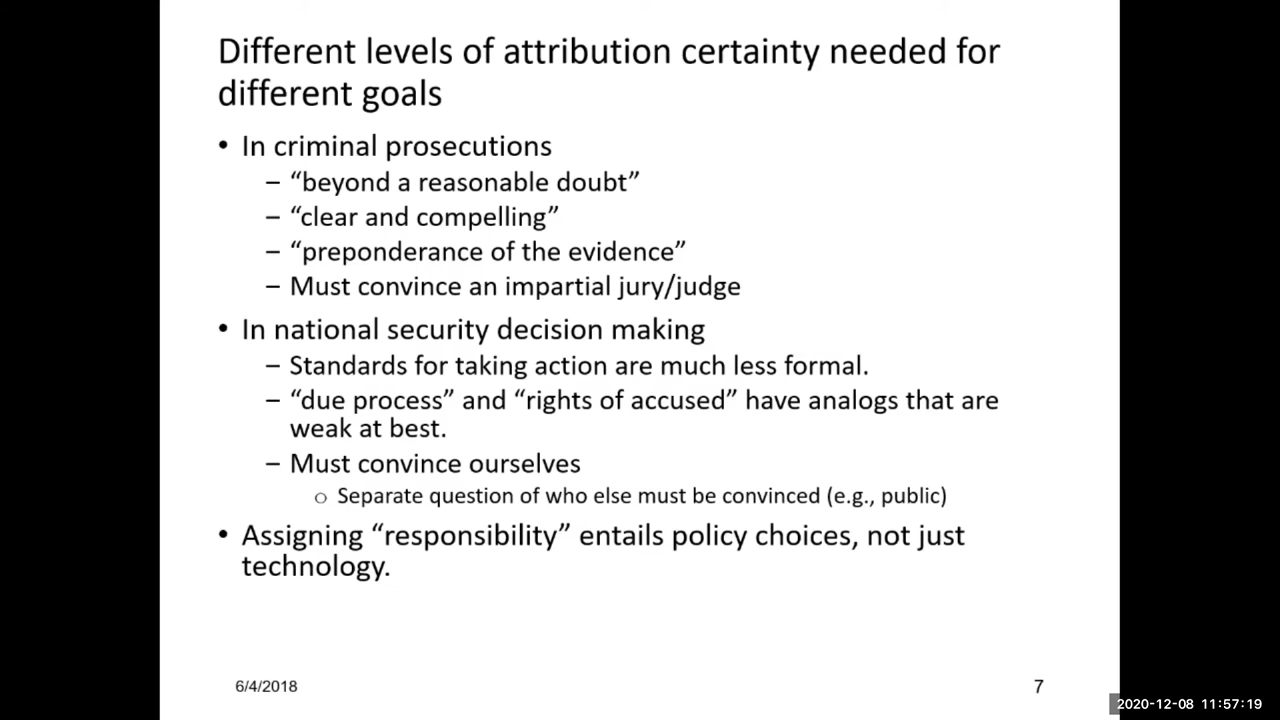 Different levels of attribution certainty needed for
different goals
• In criminal prosecutions
– “beyond a reasonable doubt”
– “clear and compelling”
– “preponderance of the evidence”
– Must convince an impartial jury/judge
• In national security decision making
– Standards for taking action are much less formal.
– “due process” and “rights of accused” have analogs that are
weak at best.
– Must convince ourselves
○ Separate question of who else must be convinced (e.g., public)
• Assigning “responsibility” entails policy choices, not just
technology.
6/4/2018
7
2020-12-08 11:57:19